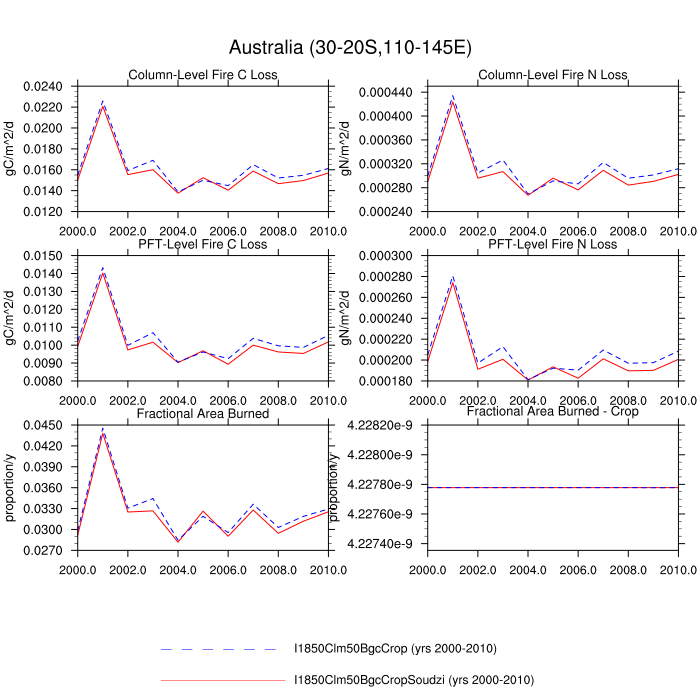 Australia (30-20S,110-145E)
Column-Level Fire C Loss
gC/m^2/d
0.0240
0.0220
0.0200
0.0180
0.0160
0.0140
0.0120
2000.0 2002.0 2004.0 2006.0 2008.0 2010.0
Column-Level Fire N Loss
gN/m^2/d
0.000440
0.000400
0.000360
0.000320
0.000280
0.000240
2000.0 2002.0 2004.0 2006.0 2008.0 2010.0
PFT-Level Fire C Loss
gC/m^2/d
0.0150
0.0140
0.0130
0.0120
0.0110
0.0100
0.0090
0.0080
2000.0 2002.0 2004.0 2006.0 2008.0 2010.0
PFT-Level Fire N Loss
gN/m^2/d
0.000300
0.000280
0.000260
0.000240
0.000220
0.000200
0.000180
2000.0 2002.0 2004.0 2006.0 2008.0 2010.0
Fractional Area Burned
proportion/y
0.0450
0.0420
0.0390
0.0360
0.0330
0.0300
0.0270
2000.0 2002.0 2004.0 2006.0 2008.0 2010.0
Fractional Area Burned - Crop
proportion/y
4.22820e-9
4.22800e-9
4.22780e-9
4.22760e-9
4.22740e-9
2000.0 2002.0 2004.0 2006.0 2008.0 2010.0
I1850Clm50BgcCrop (yrs 2000-2010)
I1850Clm50BgcCropSoudzi (yrs 2000-2010)